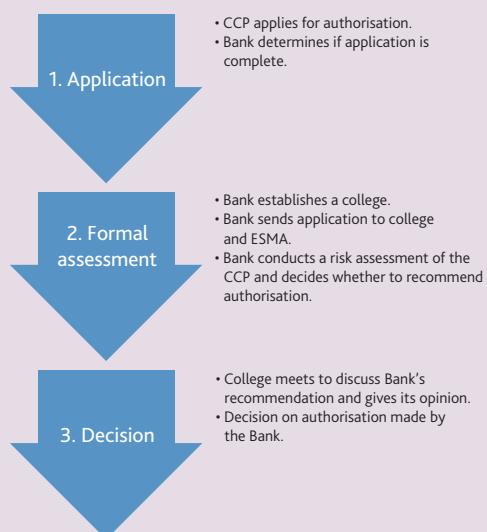 1. Application
• CCP applies for authorisation.
• Bank determines if application is
complete.
2. Formal
assessment
• Bank establishes a college.
• Bank sends application to college
and ESMA.
• Bank conducts a risk assessment of the
CCP and decides whether to recommend
authorisation.
3. Decision
• College meets to discuss Bank's
recommendation and gives its opinion.
• Decision on authorisation made by
the Bank.